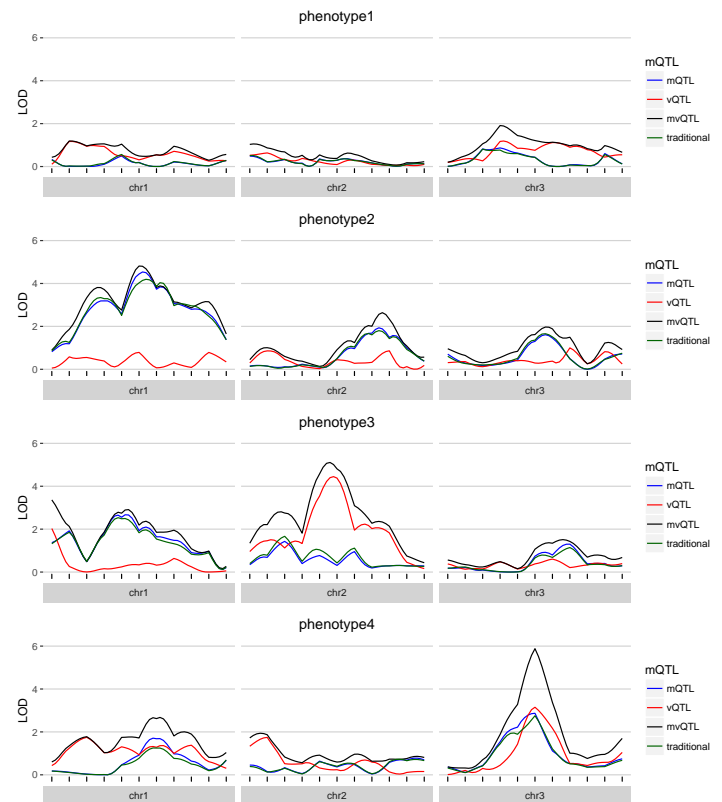 phenotype1
6
4
2
0
LOD
chr1
chr2
chr3
mQTL
mQTL
vQTL
mvQTL
traditional
phenotype2
6
4
2
0
LOD
chr1
chr2
chr3
mQTL
mQTL
vQTL
mvQTL
traditional
phenotype3
6
4
2
0
LOD
chr1
chr2
chr3
mQTL
mQTL
vQTL
mvQTL
traditional
phenotype4
6
4
2
0
LOD
chr1
chr2
chr3
mQTL
mQTL
vQTL
mvQTL
traditional